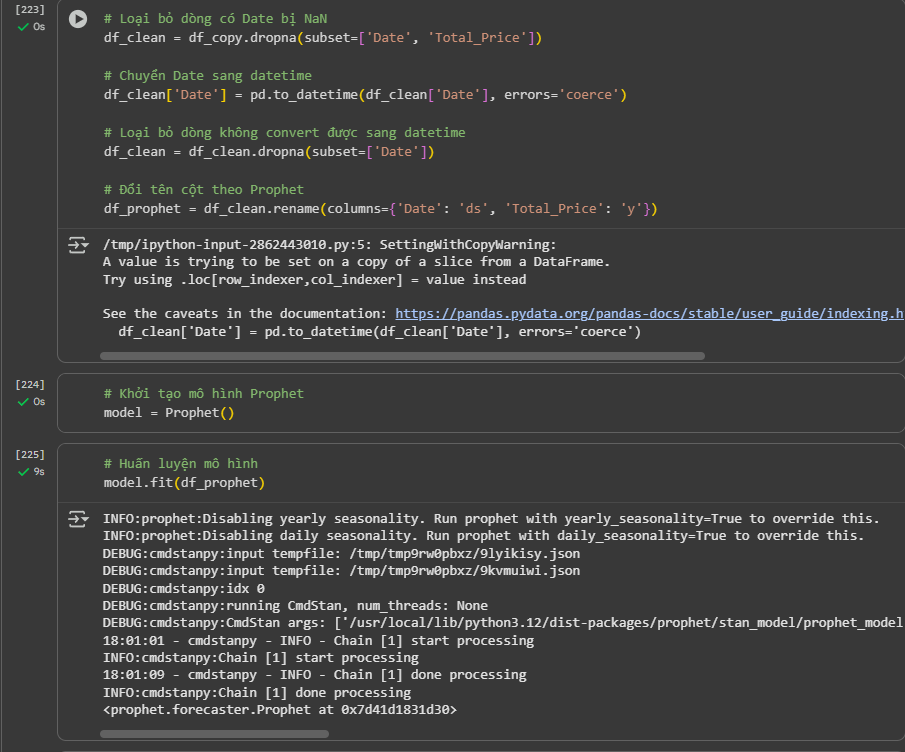 [223]
0s
# Loại bỏ dòng có Date bị NaN
df_clean = df_copy.dropna(subset=['Date', 'Total_Price'])
# Chuyển Date sang datetime
df_clean['Date'] = pd.to_datetime(df_clean['Date'], errors='coerce')
# Loại bỏ dòng không convert được sang datetime
df_clean = df_clean.dropna(subset=['Date'])
# Đổi tên cột theo Prophet
df_prophet = df_clean.rename(columns={'Date': 'ds', 'Total_Price': 'y'})
/tmp/ipython-input-2862443010.py:5: SettingWithCopyWarning:
A value is trying to be set on a copy of a slice from a DataFrame.
Try using .loc[row_indexer,col_indexer] = value instead
See the caveats in the documentation: https://pandas.pydata.org/pandas-docs/stable/user_guide/indexing.h
df_clean['Date'] = pd.to_datetime(df_clean['Date'], errors='coerce')
[224]
0s
# Khởi tạo mô hình Prophet
model = Prophet()
[225]
9s
# Huấn luyện mô hình
model.fit(df_prophet)
INFO:prophet:Disabling yearly seasonality. Run prophet with yearly_seasonality=True to override this.
INFO:prophet:Disabling daily seasonality. Run prophet with daily_seasonality=True to override this.
DEBUG:cmdstanpy:input tempfile: /tmp/tmp9rw0pbxz/9lyikisy.json
DEBUG:cmdstanpy:input tempfile: /tmp/tmp9rw0pbxz/9kvmuiwi.json
DEBUG:cmdstanpy:idx 0
DEBUG:cmdstanpy:running CmdStan, num_threads: None
DEBUG:cmdstanpy:CmdStan args: ['/usr/local/lib/python3.12/dist-packages/prophet/stan_model/prophet_model
18:01:01 - cmdstanpy - INFO - Chain [1] start processing
INFO:cmdstanpy:Chain [1] start processing
18:01:09 - cmdstanpy - INFO - Chain [1] done processing
INFO:cmdstanpy:Chain [1] done processing
<prophet.forecaster.Prophet at 0x7d41d1831d30>